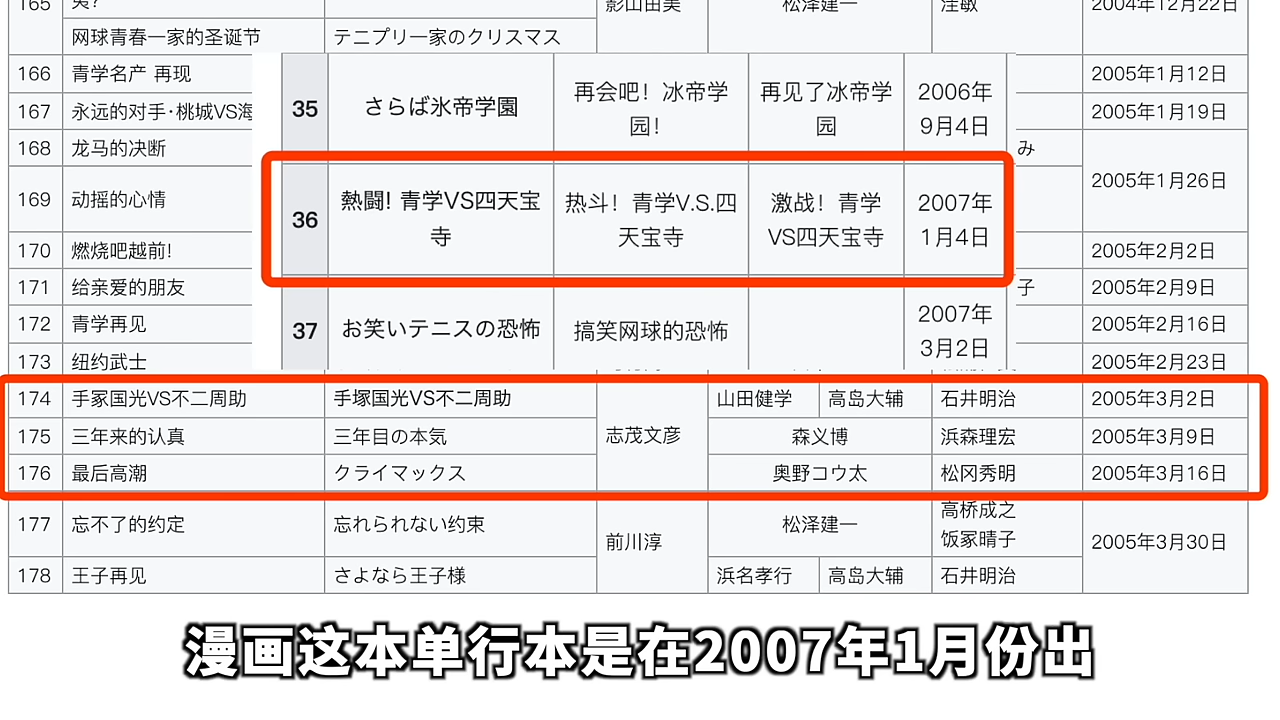 165 夷？ 影山由美 松泽建一 洼敏 2004年12月22日
网球青春一家的圣诞节 テニプリ一家のクリスマス
166 青学名产 再现 2005年1月12日
167 永远的对手·桃城VS海 2005年1月19日
168 龙马的决断 み
169 动摇的心情 2005年1月26日
170 燃烧吧越前! 2005年2月2日
171 给亲爱的朋友 子 2005年2月9日
172 青学再见 2005年2月16日
173 纽约武士 2005年2月23日
35 さらば氷帝学園 再会吧！冰帝学 再见了冰帝学 2006年
园！ 园 9月4日
36 熱闘! 青学VS四天宝 热斗！青学V.S.四 激战！青学 2007年
寺 天宝寺 VS四天宝寺 1月4日
37 お笑いテニスの恐怖 搞笑网球的恐怖 2007年
3月2日
174 手冢国光VS不二周助 手塚国光VS不二周助 山田健学 高岛大辅 石井明治 2005年3月2日
175 三年来的认真 三年目の本気 志茂文彦 森义博 浜森理宏 2005年3月9日
176 最后高潮 クライマックス 奥野コウ太 松冈秀明 2005年3月16日
177 忘不了的约定 忘れられない约束 前川淳 松泽建一 高桥成之
饭冢晴子 2005年3月30日
178 王子再见 さよなら王子様 浜名孝行 高岛大辅 石井明治
漫画这本单行本是在2007年1月份出